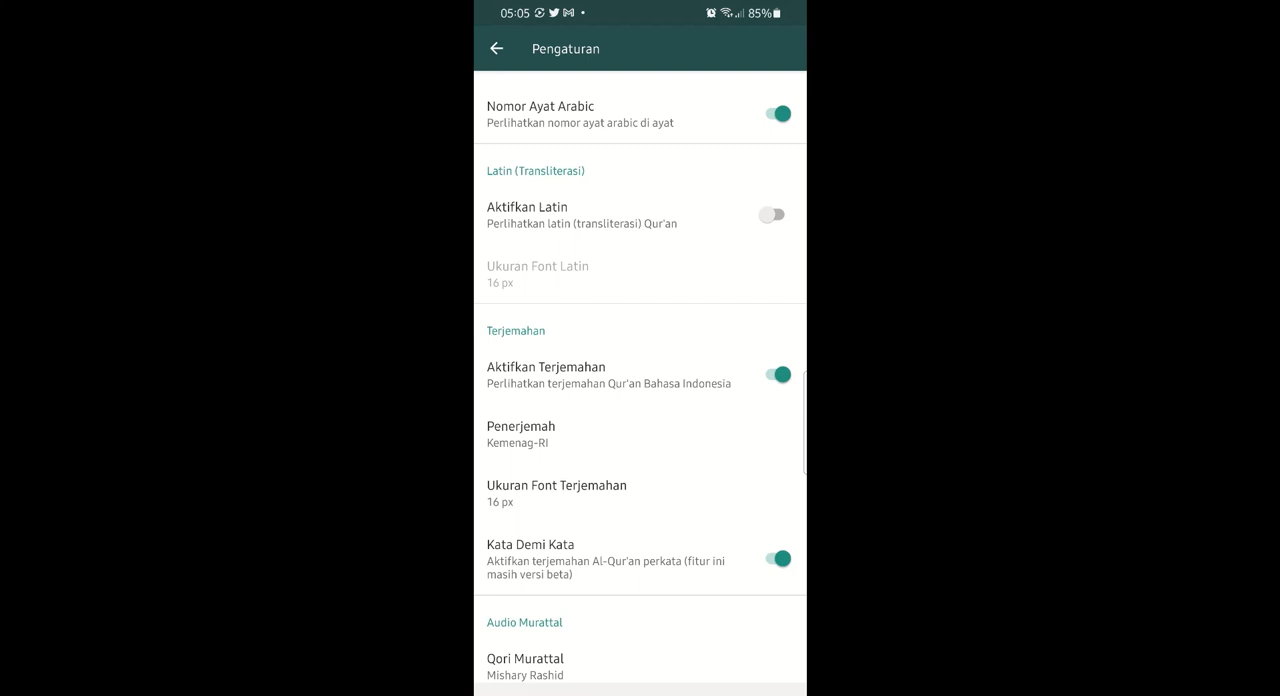 05:05 85%
Pengaturan
Nomor Ayat Arabic
Perlihatkan nomor ayat arabic di ayat
Latin (Transliterasi)
Aktifkan Latin
Perlihatkan latin (transliterasi) Qur'an
Ukuran Font Latin
16 px
Terjemahan
Aktifkan Terjemahan
Perlihatkan terjemahan Qur'an Bahasa Indonesia
Penerjemah
Kemenag-RI
Ukuran Font Terjemahan
16 px
Kata Demi Kata
Aktifkan terjemahan Al-Qur'an perkata (fitur ini
masih versi beta)
Audio Murattal
Qori Murattal
Mishary Rashid